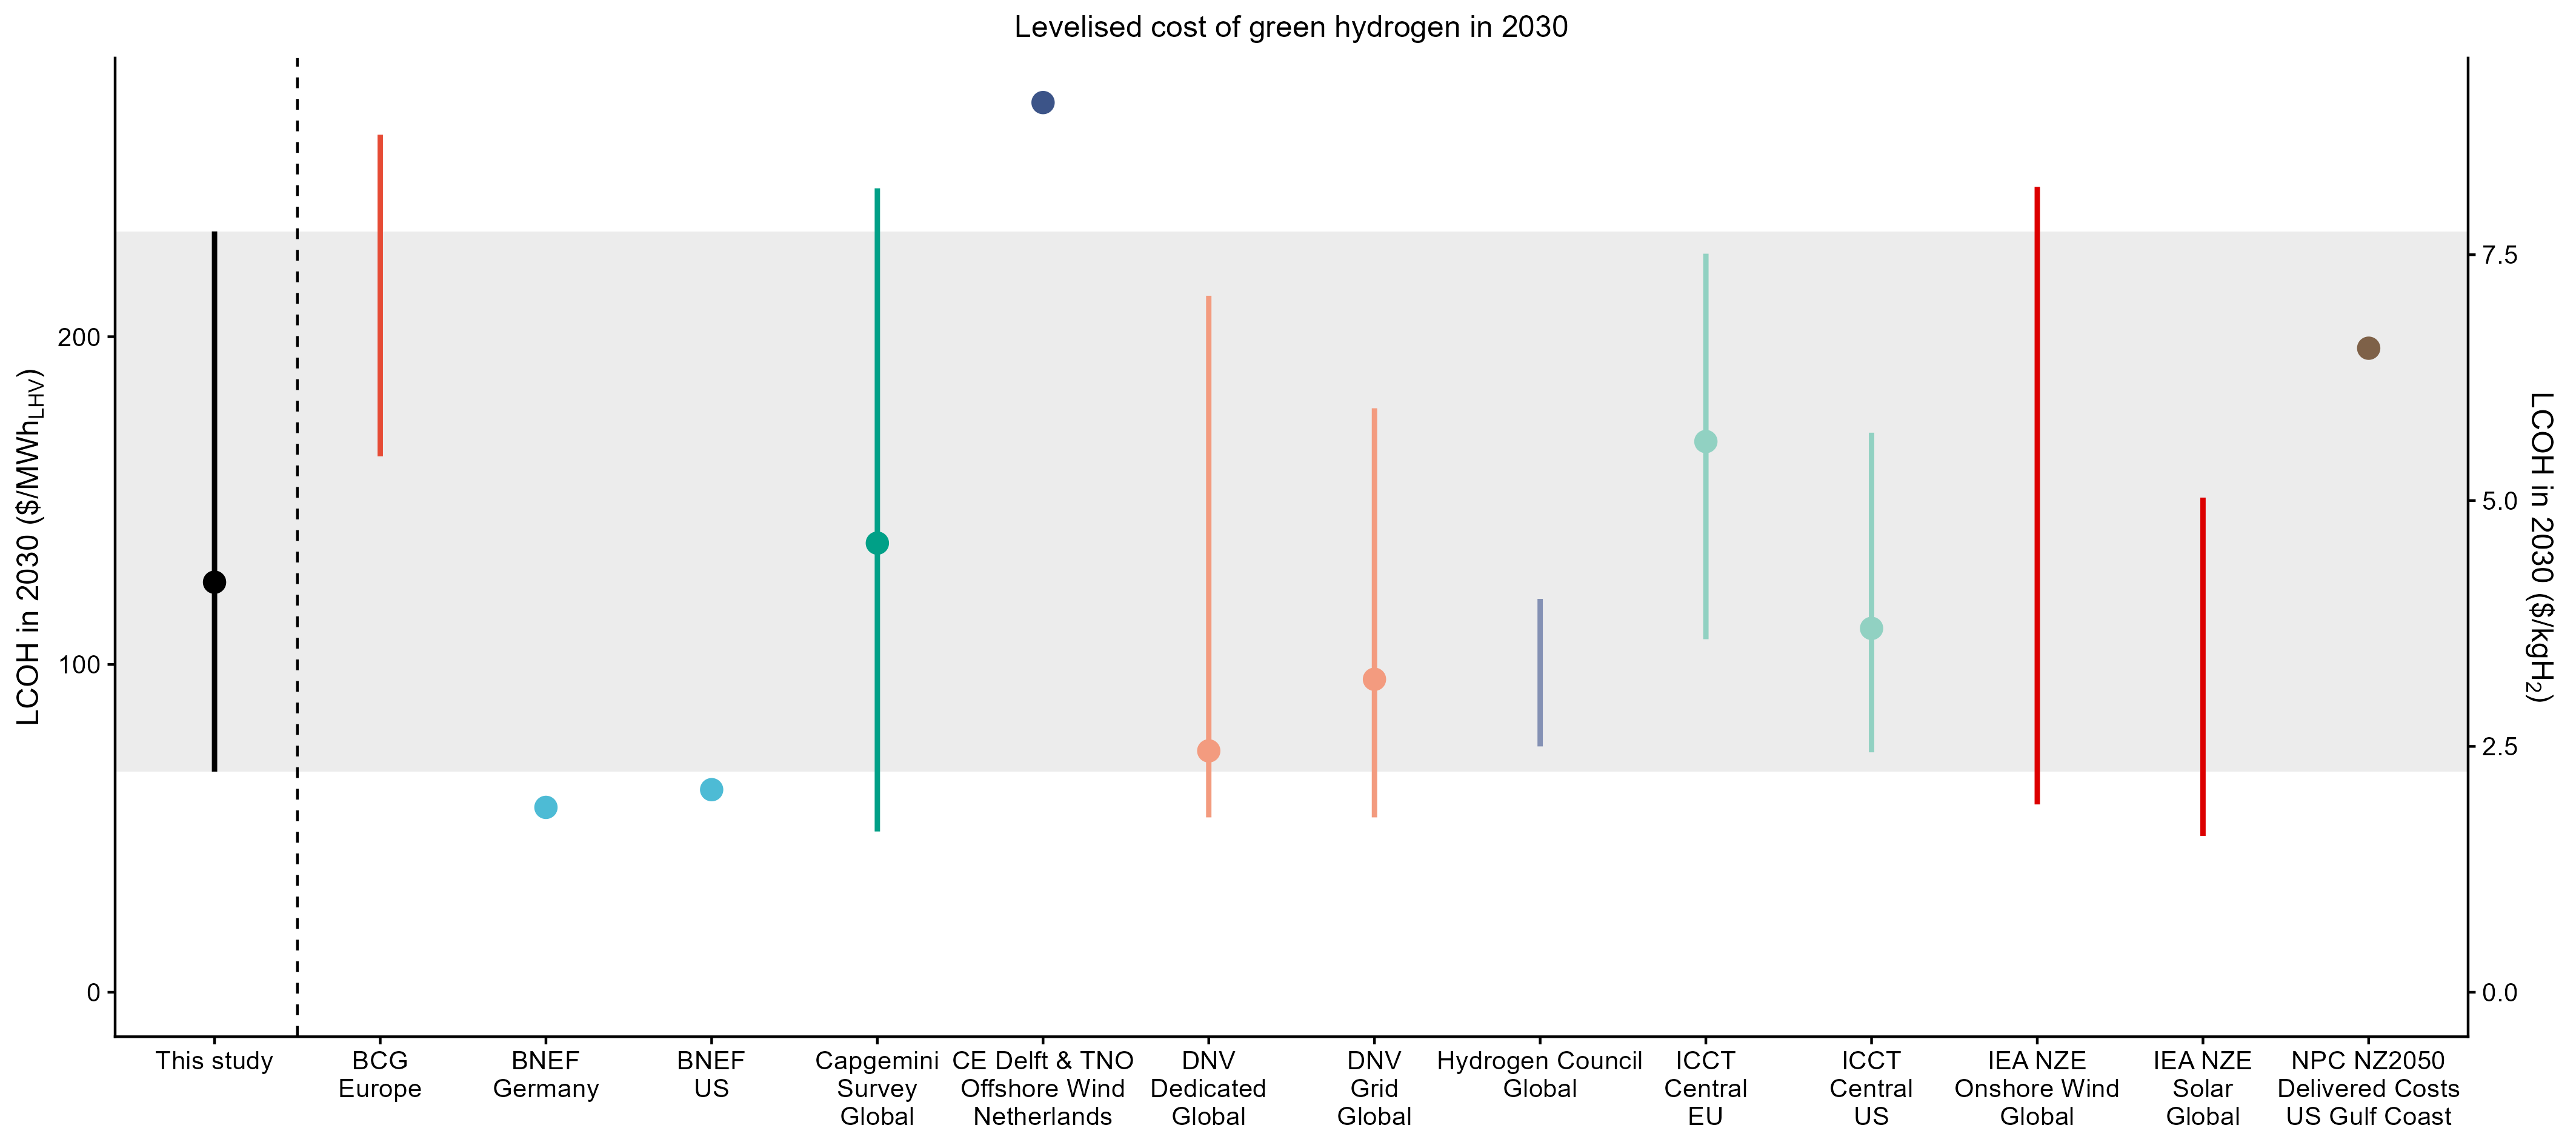 Levelised cost of green hydrogen in 2030
LCOH in 2030 ($/MWh_LHV)
200
100
0
7.5
5.0
2.5
0.0
LCOH in 2030 ($/kgH₂)
This study
BCG
Europe
BNEF
Germany
BNEF
US
Capgemini
Survey
Global
CE Delft & TNO
Offshore Wind
Netherlands
DNV
Dedicated
Global
DNV
Grid
Global
Hydrogen Council
Global
ICCT
Central
EU
ICCT
Central
US
IEA NZE
Onshore Wind
Global
IEA NZE
Solar
Global
NPC NZ2050
Delivered Costs
US Gulf Coast